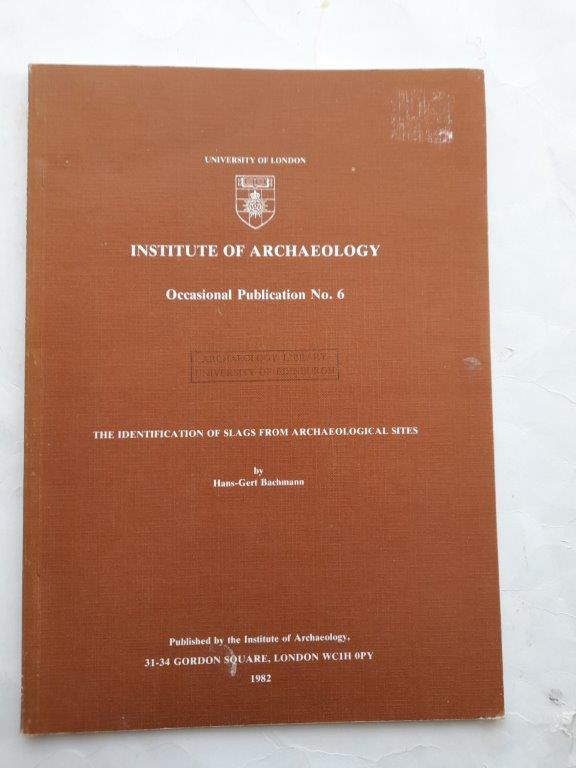 UNIVERSITY OF LONDON
INSTITUTE OF ARCHAEOLOGY
Occasional Publication No. 6
ARCHAEOLOGY LIBRARY
UNIVERSITY OF EDINBURGH
THE IDENTIFICATION OF SLAGS FROM ARCHAEOLOGICAL SITES
by
Hans-Gert Bachmann
Published by the Institute of Archaeology,
31-34 GORDON SQUARE, LONDON WC1H 0PY
1982